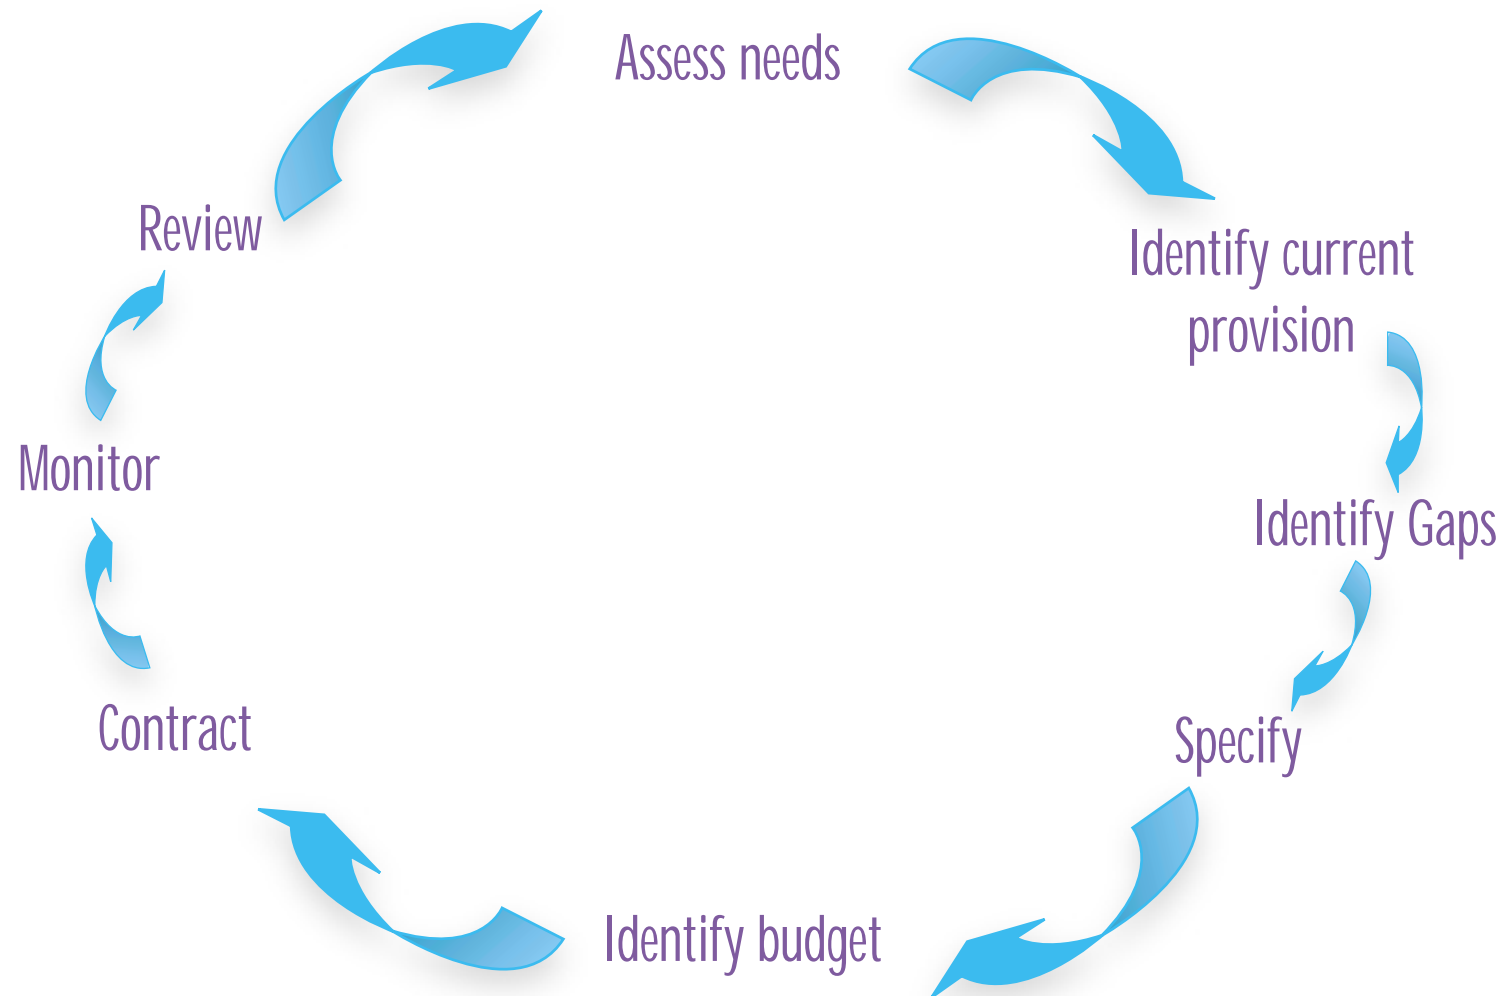 Assess needs
Identify current
provision
Identify Gaps
Specify
Identify budget
Contract
Monitor
Review